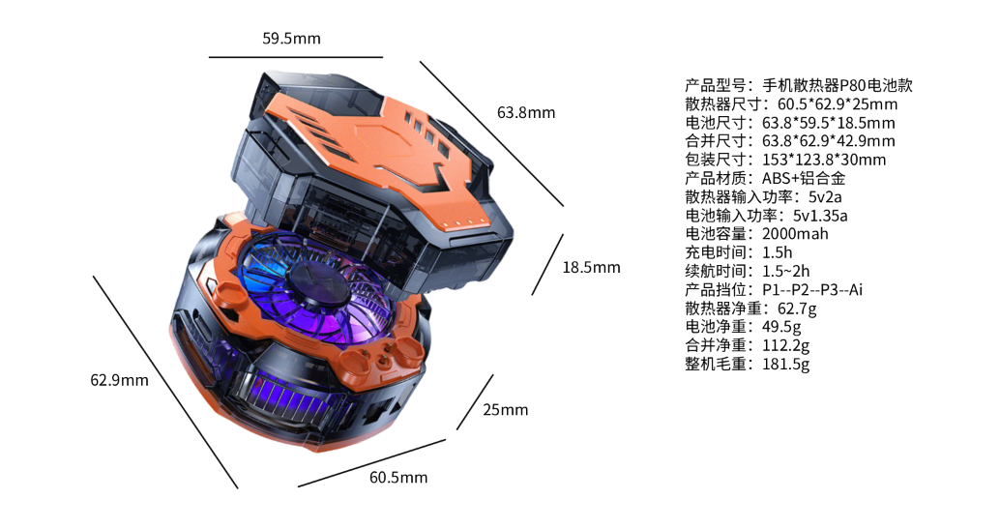 59.5mm
63.8mm
18.5mm
62.9mm
25mm
60.5mm
产品型号：手机散热器P80电池款
散热器尺寸：60.5*62.9*25mm
电池尺寸：63.8*59.5*18.5mm
合并尺寸：63.8*62.9*42.9mm
包装尺寸：153*123.8*30mm
产品材质：ABS+铝合金
散热器输入功率：5v2a
电池输入功率：5v1.35a
电池容量：2000mah
充电时间：1.5h
续航时间：1.5~2h
产品挡位：P1--P2--P3--Ai
散热器净重：62.7g
电池净重：49.5g
合并净重：112.2g
整机毛重：181.5g